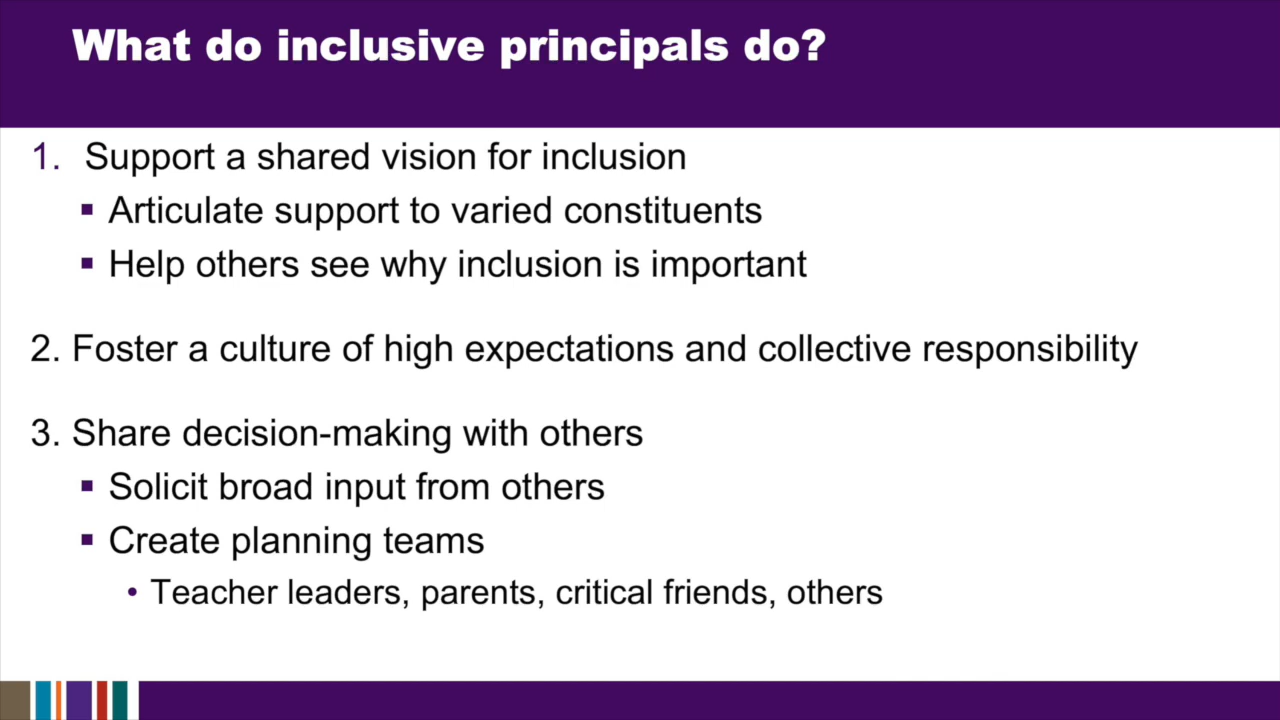 What do inclusive principals do?
1. Support a shared vision for inclusion
▪ Articulate support to varied constituents
▪ Help others see why inclusion is important
2. Foster a culture of high expectations and collective responsibility
3. Share decision-making with others
▪ Solicit broad input from others
▪ Create planning teams
• Teacher leaders, parents, critical friends, others